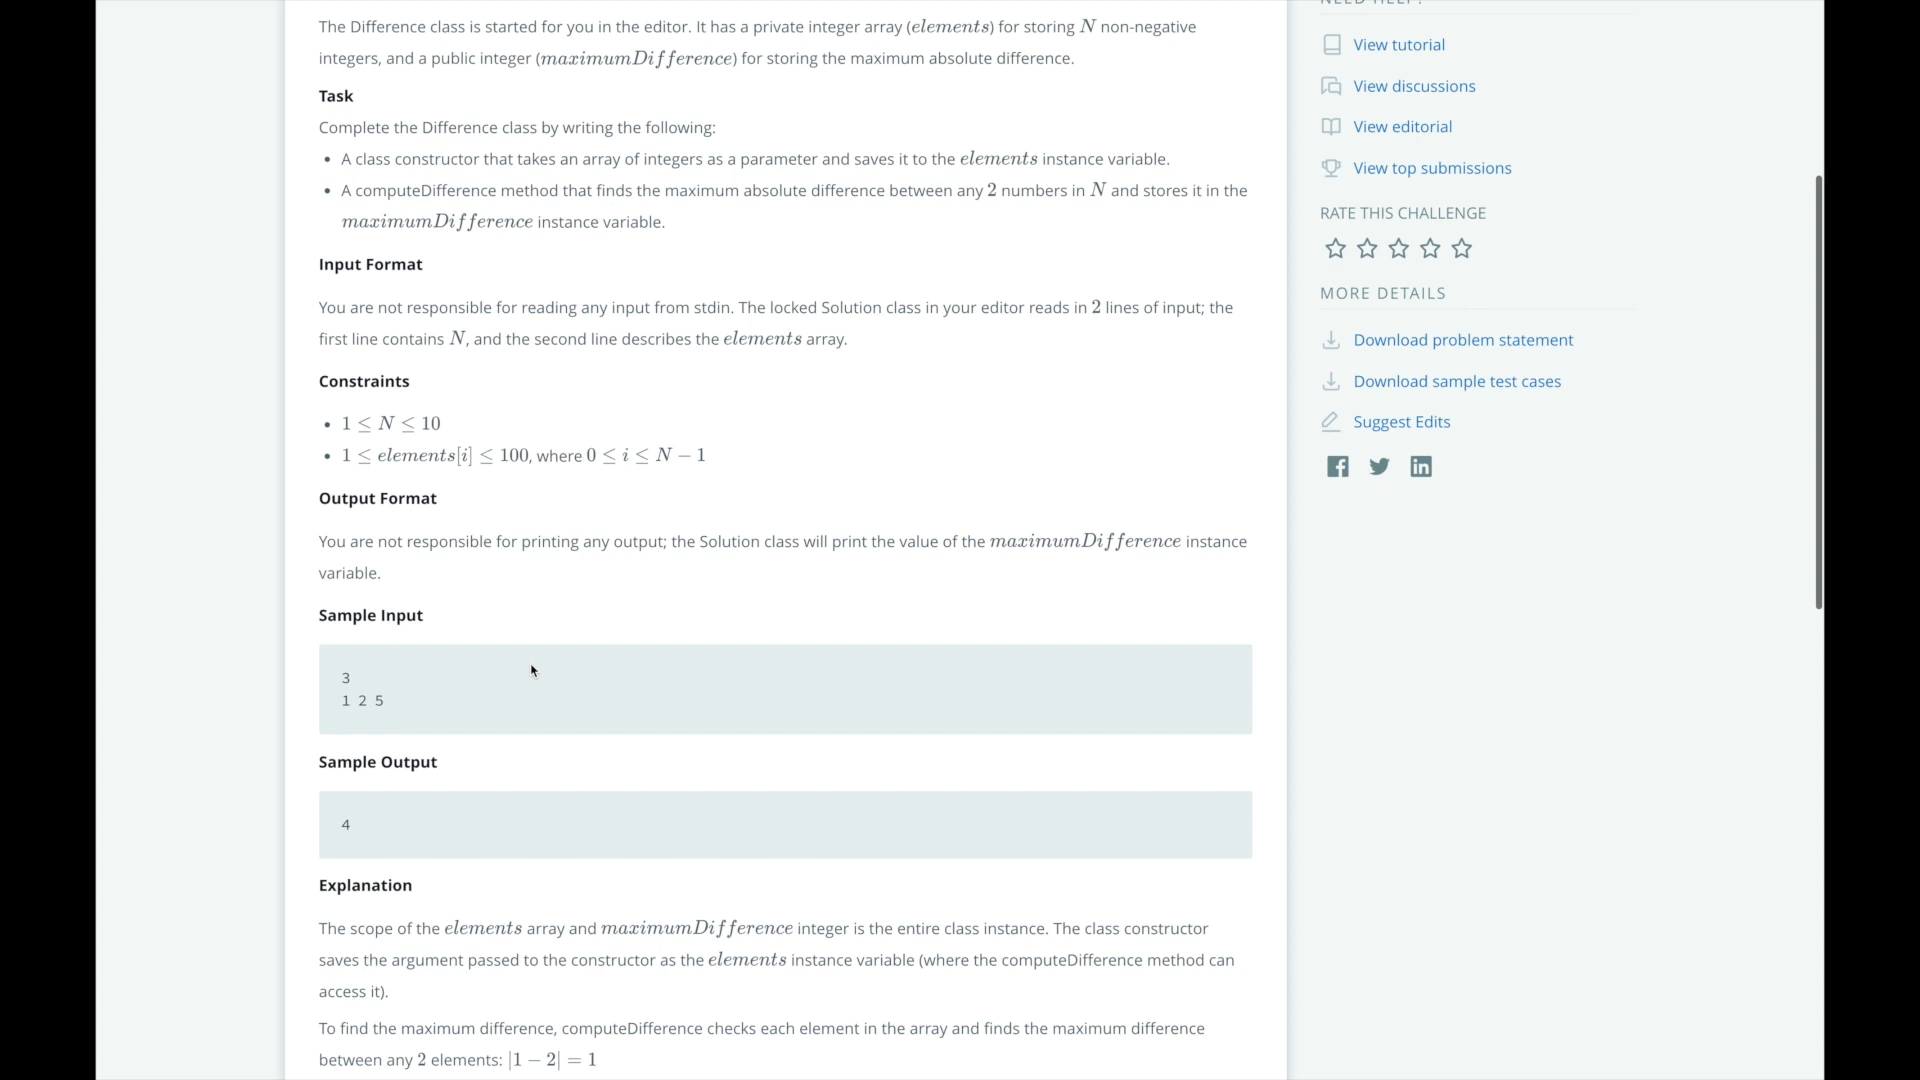 The Difference class is started for you in the editor. It has a private integer array (elements) for storing N non-negative
integers, and a public integer (maximumDifference) for storing the maximum absolute difference.
Task
Complete the Difference class by writing the following:
• A class constructor that takes an array of integers as a parameter and saves it to the elements instance variable.
• A computeDifference method that finds the maximum absolute difference between any 2 numbers in N and stores it in the
maximumDifference instance variable.
Input Format
You are not responsible for reading any input from stdin. The locked Solution class in your editor reads in 2 lines of input; the
first line contains N, and the second line describes the elements array.
Constraints
• 1 ≤ N ≤ 10
• 1 ≤ elements[i] ≤ 100, where 0 ≤ i ≤ N − 1
Output Format
You are not responsible for printing any output; the Solution class will print the value of the maximumDifference instance
variable.
Sample Input
3
1 2 5
Sample Output
4
Explanation
The scope of the elements array and maximumDifference integer is the entire class instance. The class constructor
saves the argument passed to the constructor as the elements instance variable (where the computeDifference method can
access it).
To find the maximum difference, computeDifference checks each element in the array and finds the maximum difference
between any 2 elements: |1 − 2| = 1
NEED HELP?
View tutorial
View discussions
View editorial
View top submissions
RATE THIS CHALLENGE
MORE DETAILS
Download problem statement
Download sample test cases
Suggest Edits